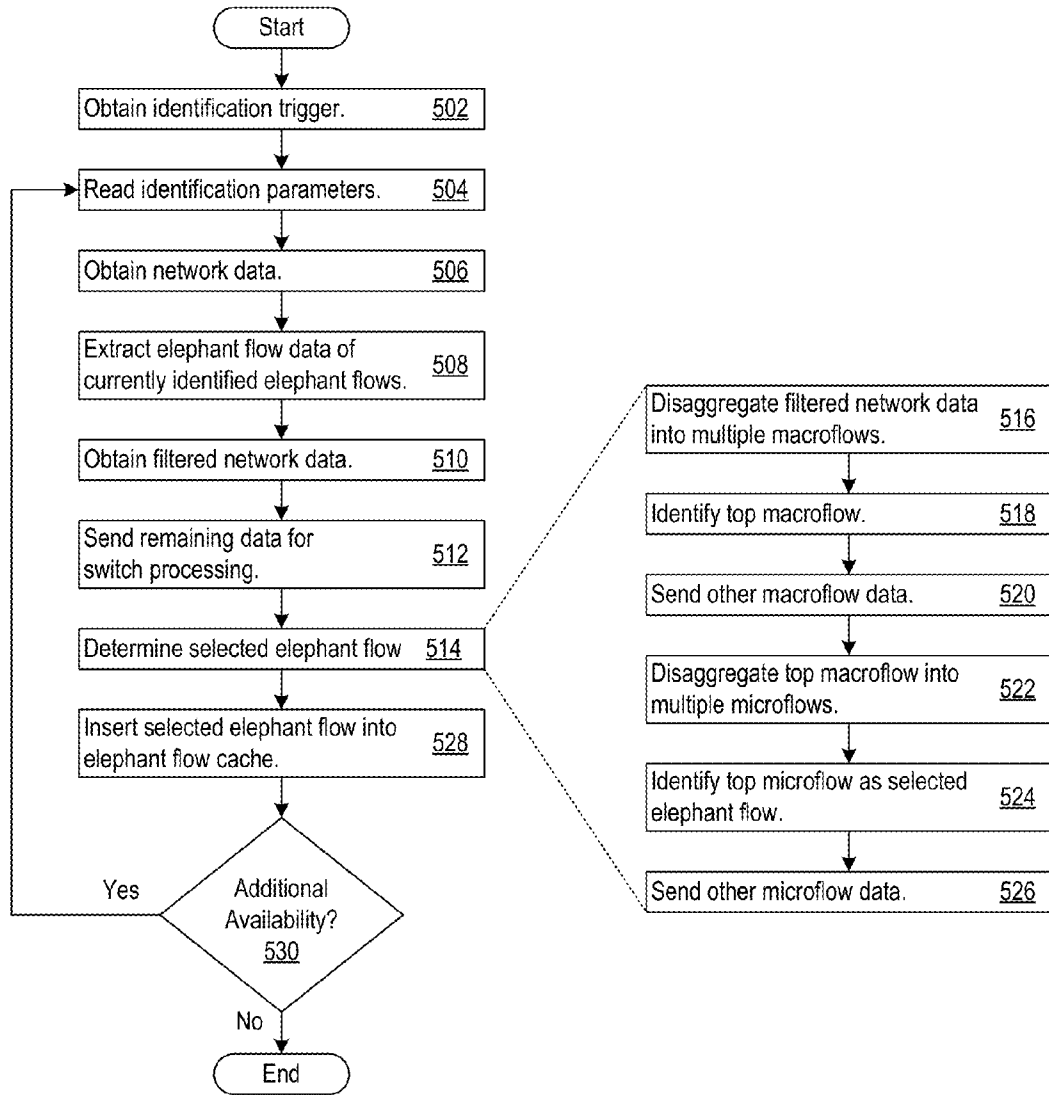 Start
Obtain identification trigger. 502
Read identification parameters. 504
Obtain network data. 506
Extract elephant flow data of
currently identified elephant flows. 508
Obtain filtered network data. 510
Send remaining data for
switch processing. 512
Determine selected elephant flow 514
Insert selected elephant flow into
elephant flow cache. 528
Yes
Additional
Availability?
530
No
End
Disaggregate filtered network data
into multiple macroflows. 516
Identify top macroflow. 518
Send other macroflow data. 520
Disaggregate top macroflow into
multiple microflows. 522
Identify top microflow as selected
elephant flow. 524
Send other microflow data. 526